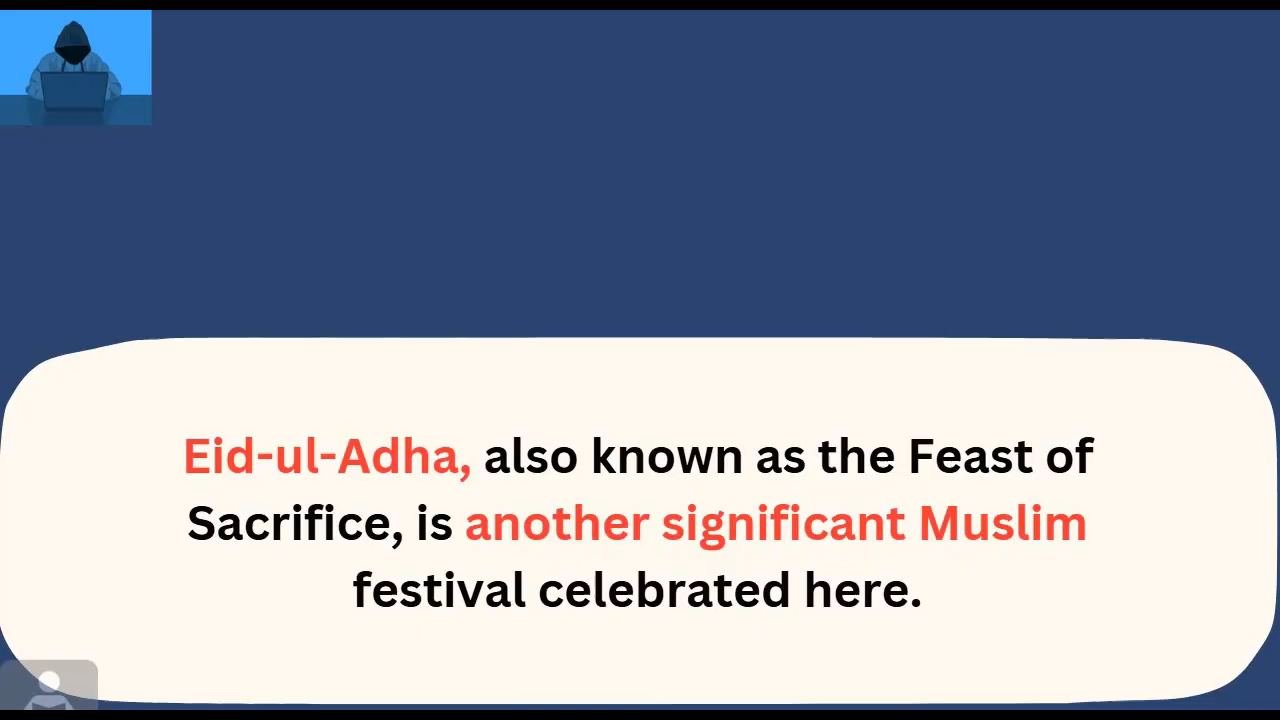 Eid-ul-Adha, also known as the Feast of
Sacrifice, is another significant Muslim
festival celebrated here.